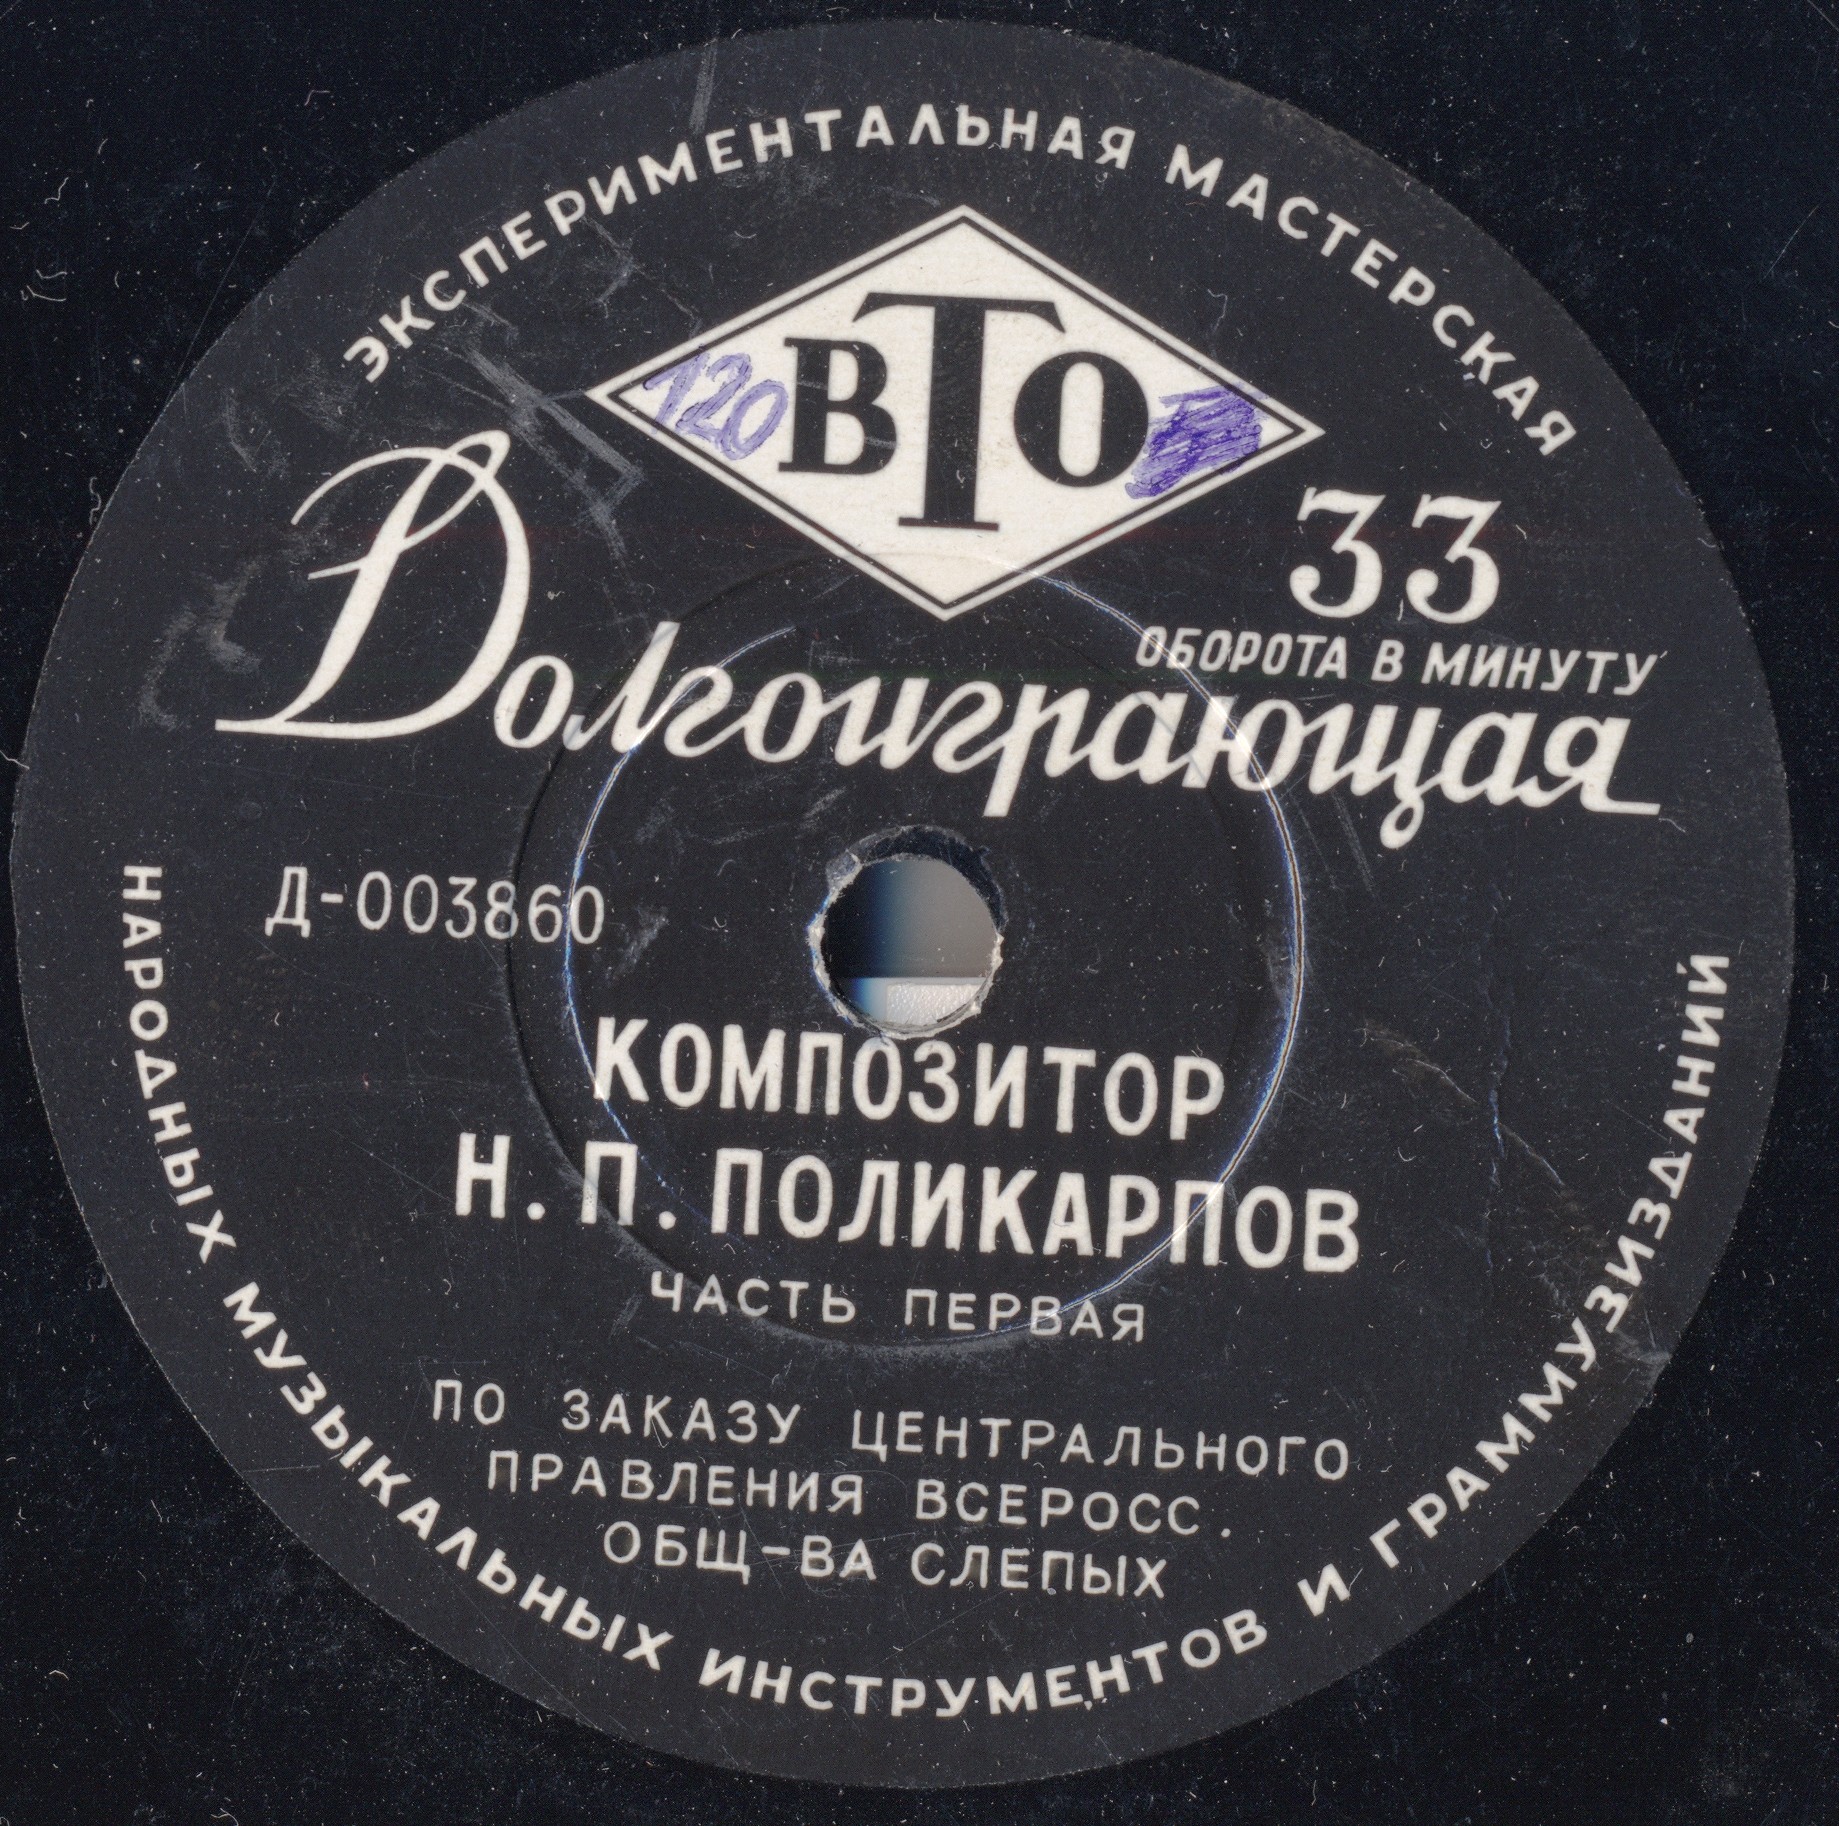 ЭКСПЕРИМЕНТАЛЬНАЯ МАСТЕРСКАЯ
120
ВТО
33
ОБОРОТА В МИНУТУ
Долгоиграющая
Д-003860
КОМПОЗИТОР
Н. П. ПОЛИКАРПОВ
ЧАСТЬ ПЕРВАЯ
ПО ЗАКАЗУ ЦЕНТРАЛЬНОГО
ПРАВЛЕНИЯ ВСЕРОСС.
ОБЩ-ВА СЛЕПЫХ
НАРОДНЫХ МУЗЫКАЛЬНЫХ ИНСТРУМЕНТОВ И ГРАММУЗИЗДАНИЙ